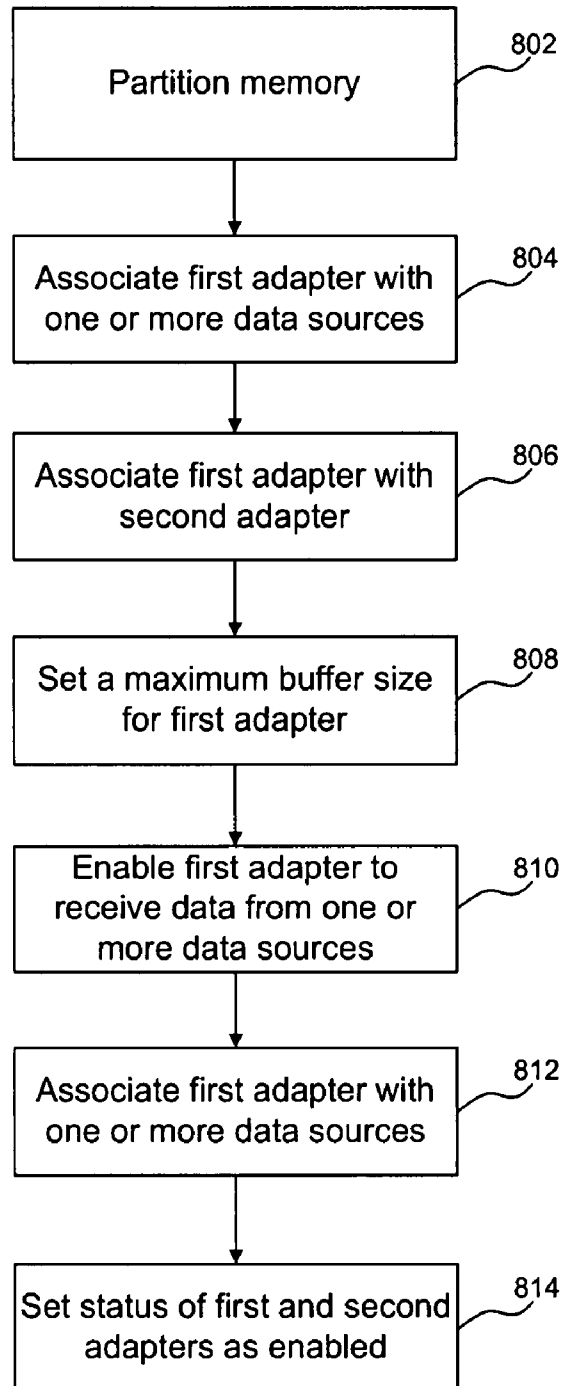 802
Partition memory
804
Associate first adapter with
one or more data sources
806
Associate first adapter with
second adapter
808
Set a maximum buffer size
for first adapter
810
Enable first adapter to
receive data from one or
more data sources
812
Associate first adapter with
one or more data sources
814
Set status of first and second
adapters as enabled